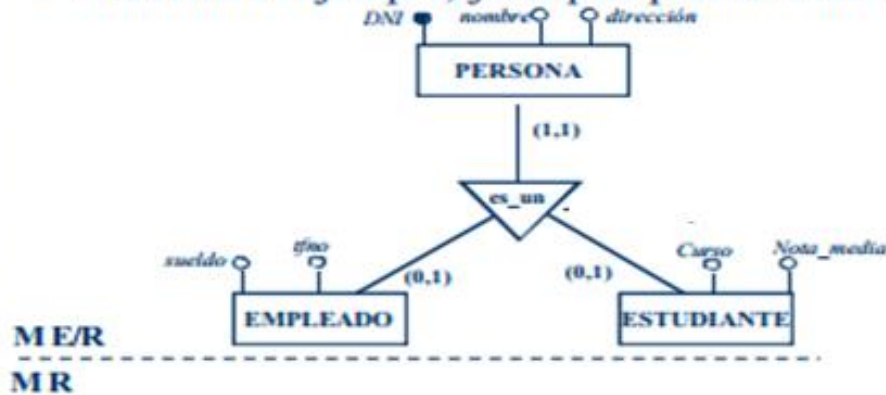 DNI nombre dirección
PERSONA
(1,1)
es_un
sueldo tfno Curso Nota_media
(0,1) (0,1)
EMPLEADO ESTUDIANTE
M E/R
M R